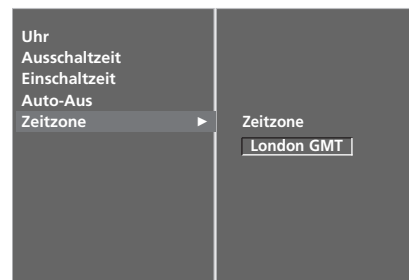 Uhr
Ausschaltzeit
Einschaltzeit
Auto-Aus
Zeitzone
Zeitzone
London GMT